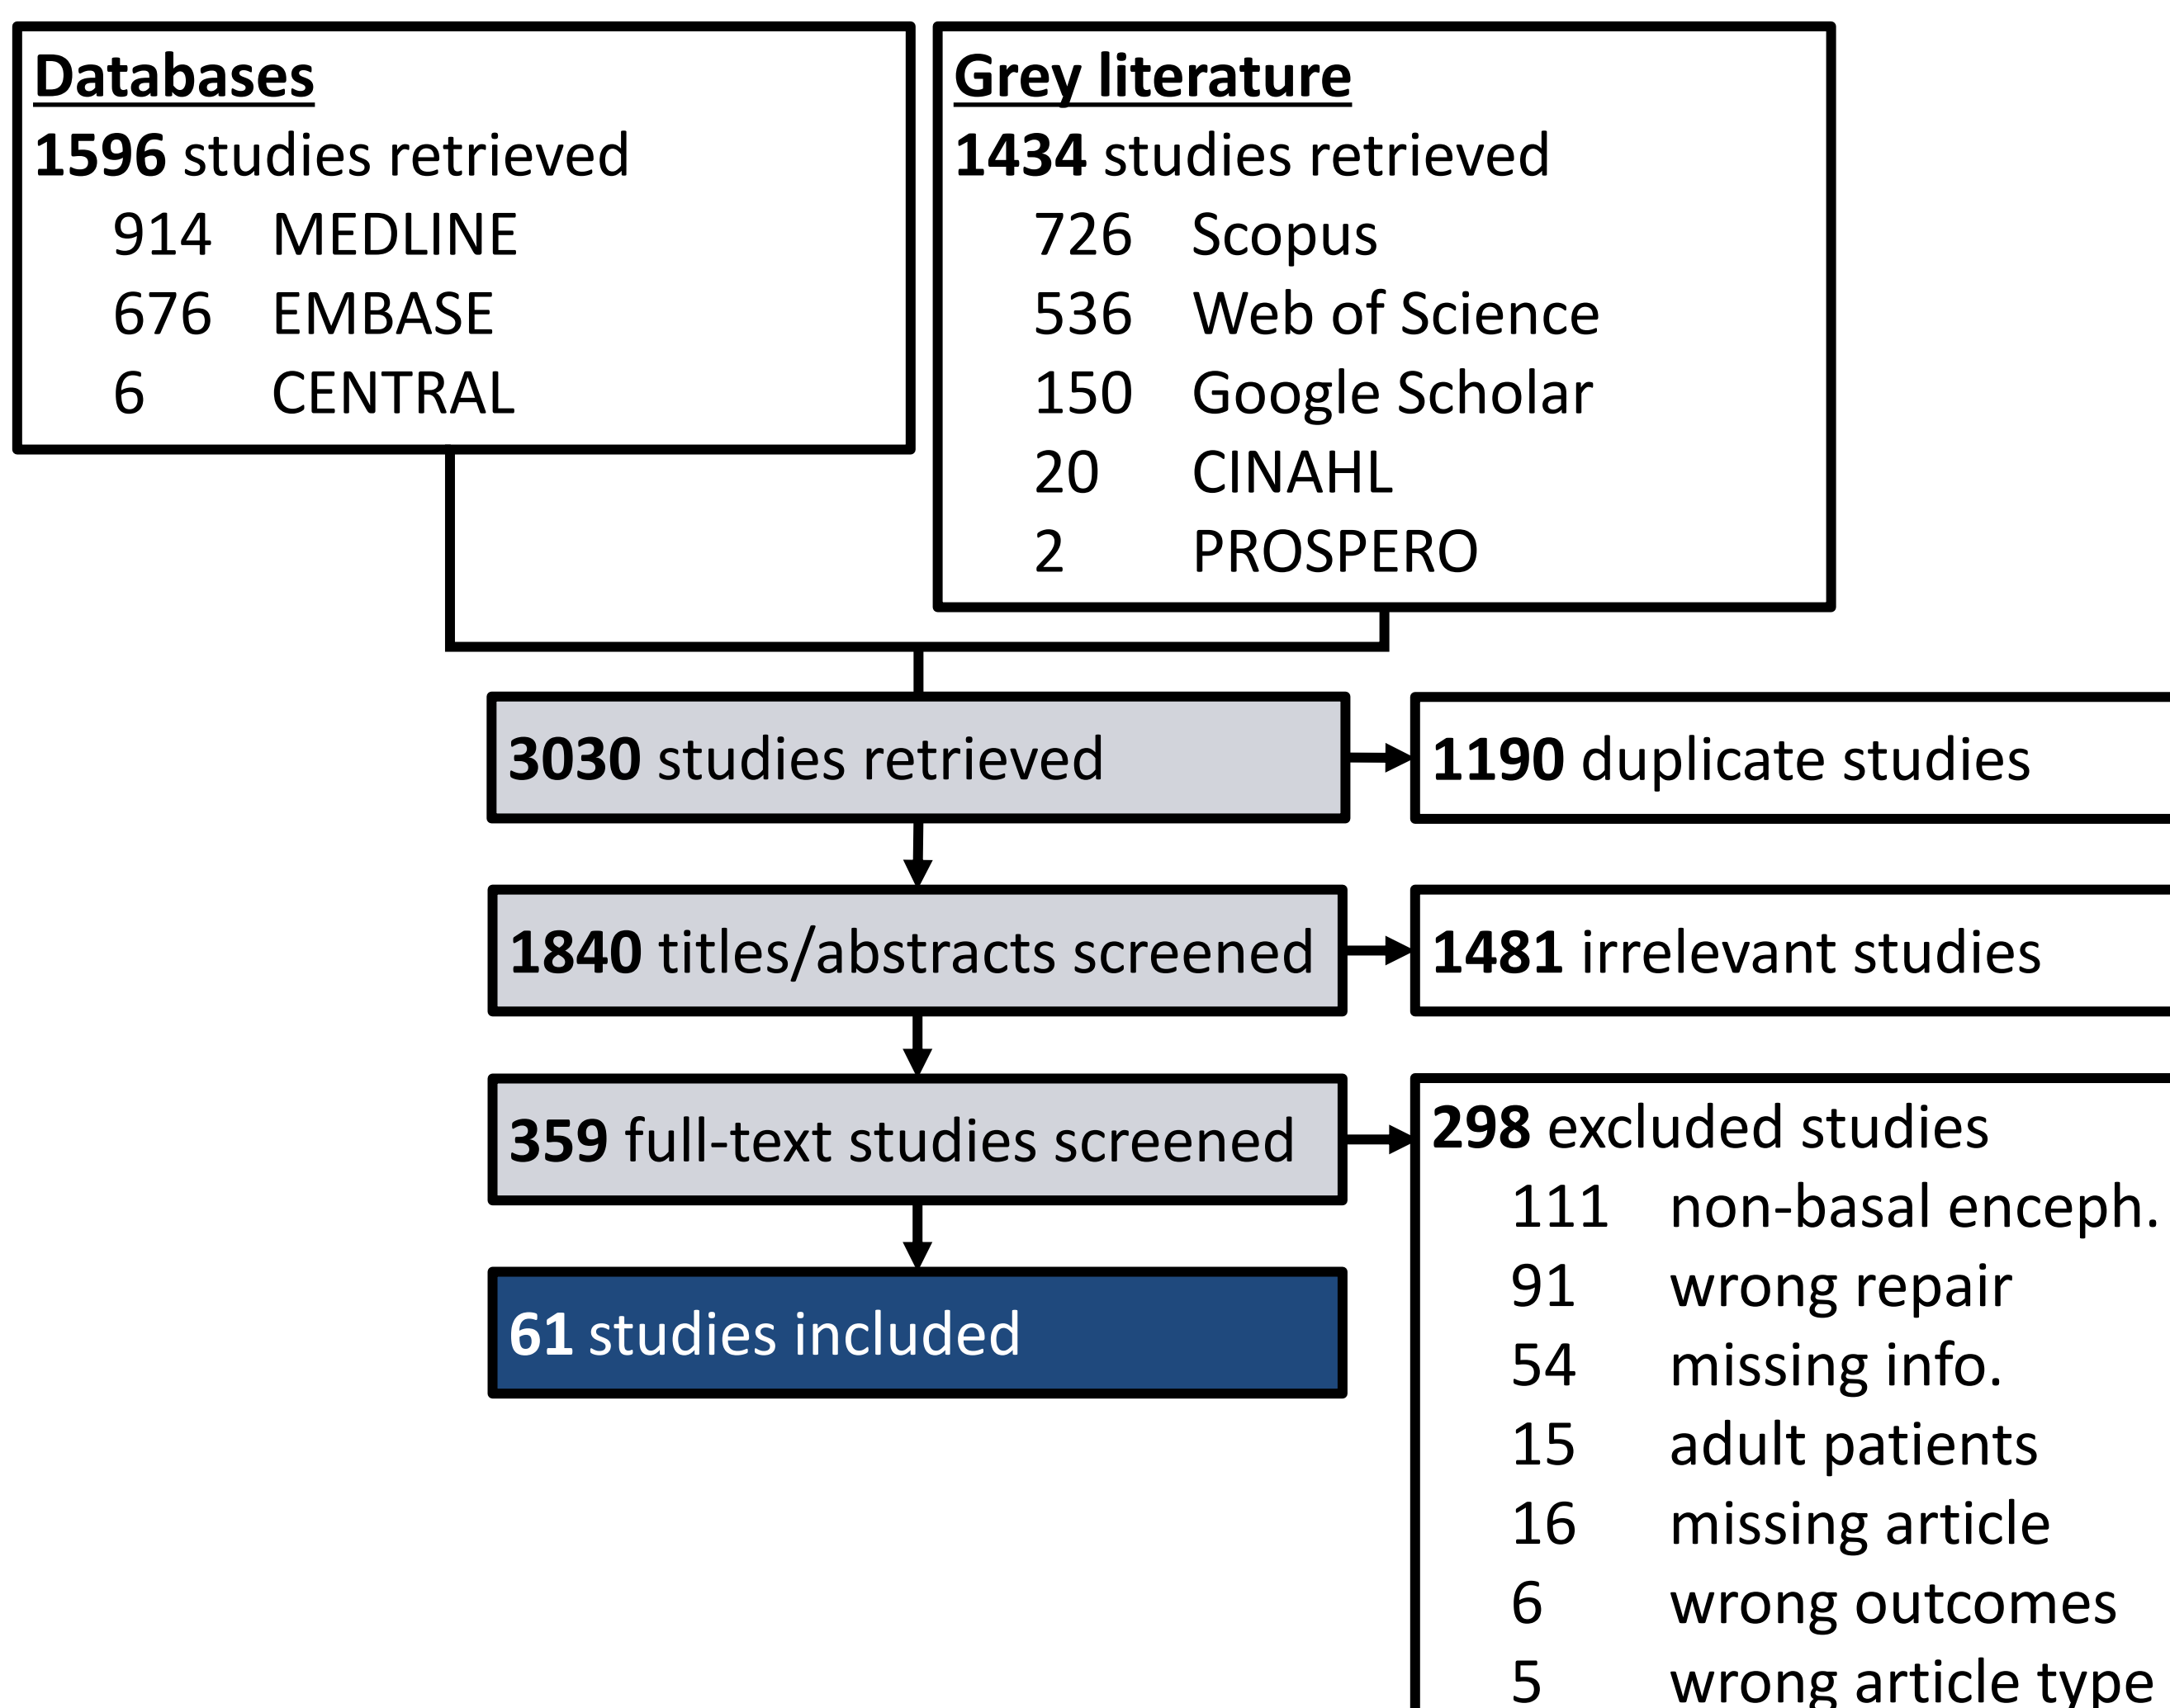 Databases
1596 studies retrieved
914 MEDLINE
676 EMBASE
6 CENTRAL
Grey literature
1434 studies retrieved
726 Scopus
536 Web of Science
150 Google Scholar
20 CINAHL
2 PROSPERO
3030 studies retrieved
1190 duplicate studies
1840 titles/abstracts screened
1481 irrelevant studies
359 full-text studies screened
298 excluded studies
111 non-basal enceph.
91 wrong repair
54 missing info.
15 adult patients
16 missing article
6 wrong outcomes
5 wrong article type
61 studies included